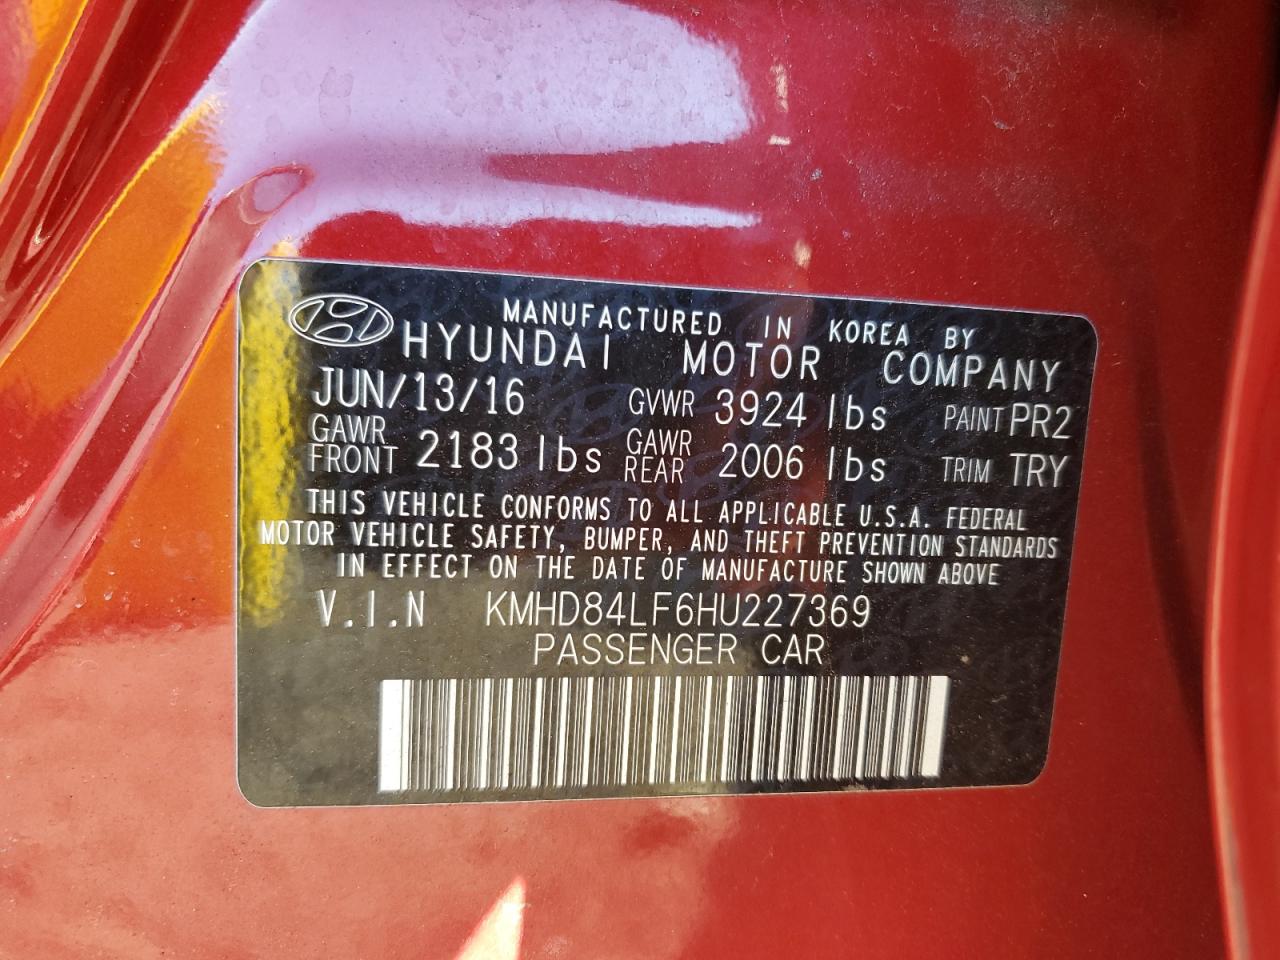 MANUFACTURED IN KOREA BY
HYUNDAI MOTOR COMPANY
JUN/13/16 GVWR 3924 lbs PAINT PR2
GAWR FRONT 2183 lbs GAWR REAR 2006 lbs TRIM TRY
THIS VEHICLE CONFORMS TO ALL APPLICABLE U.S.A. FEDERAL
MOTOR VEHICLE SAFETY, BUMPER, AND THEFT PREVENTION STANDARDS
IN EFFECT ON THE DATE OF MANUFACTURE SHOWN ABOVE
V.I.N KMHD84LF6HU227369
PASSENGER CAR